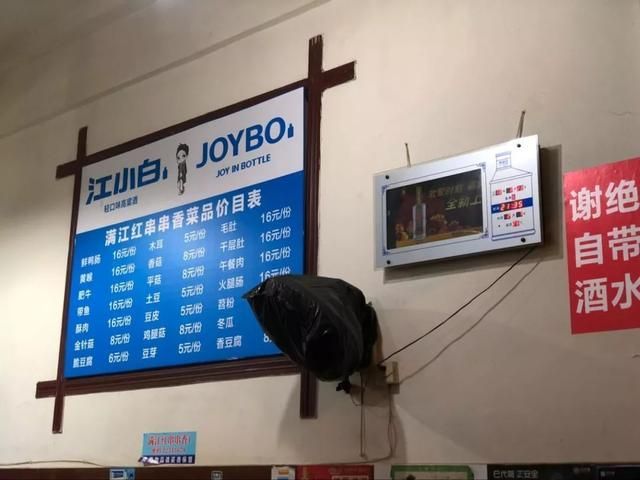 江小白
轻口味高粱酒
JOYBO
JOY IN BOTTLE
满江红串串香菜品价目表
鲜鸭肠 16元/份 木耳 5元/份 毛肚 16元/份
黄喉 16元/份 香菇 8元/份 千层肚 16元/份
肥牛 16元/份 平菇 8元/份 午餐肉 16元/份
带鱼 16元/份 土豆 5元/份 火腿肠 16元/份
酥肉 16元/份 豆皮 5元/份 苕粉
金针菇 8元/份 鸡腿菇 8元/份 冬瓜
脆豆腐 6元/份 豆芽 5元/份 香豆腐 8
21:35
谢绝
自带
酒水
满江红串串香